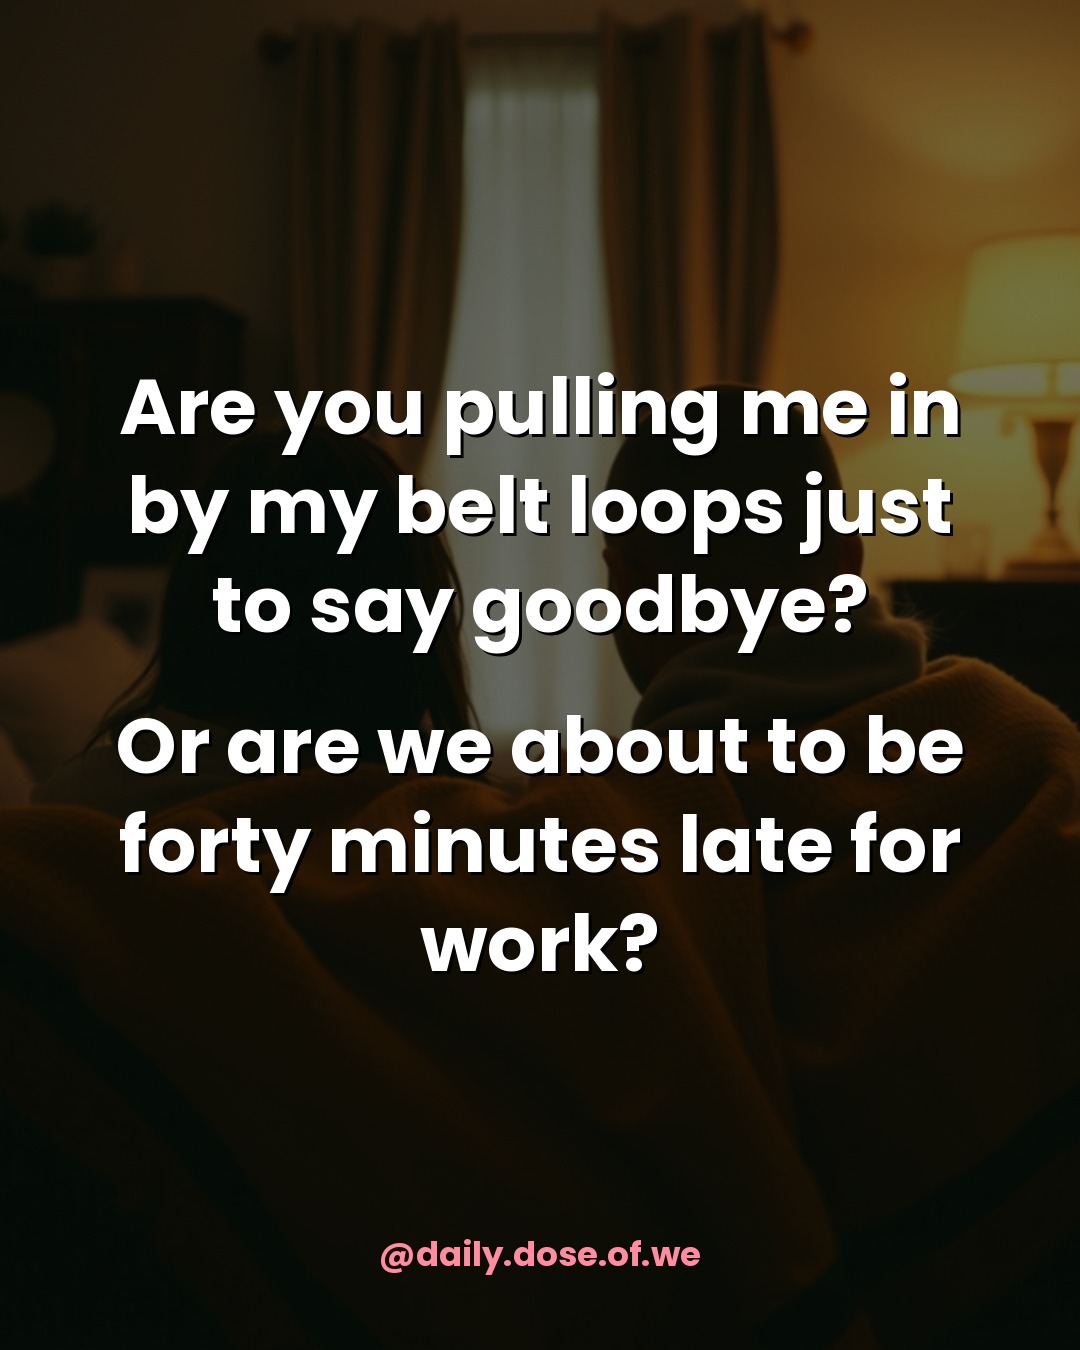 Are you pulling me in
by my belt loops just
to say goodbye?
Or are we about to be
forty minutes late for
work?
@daily.dose.of.we